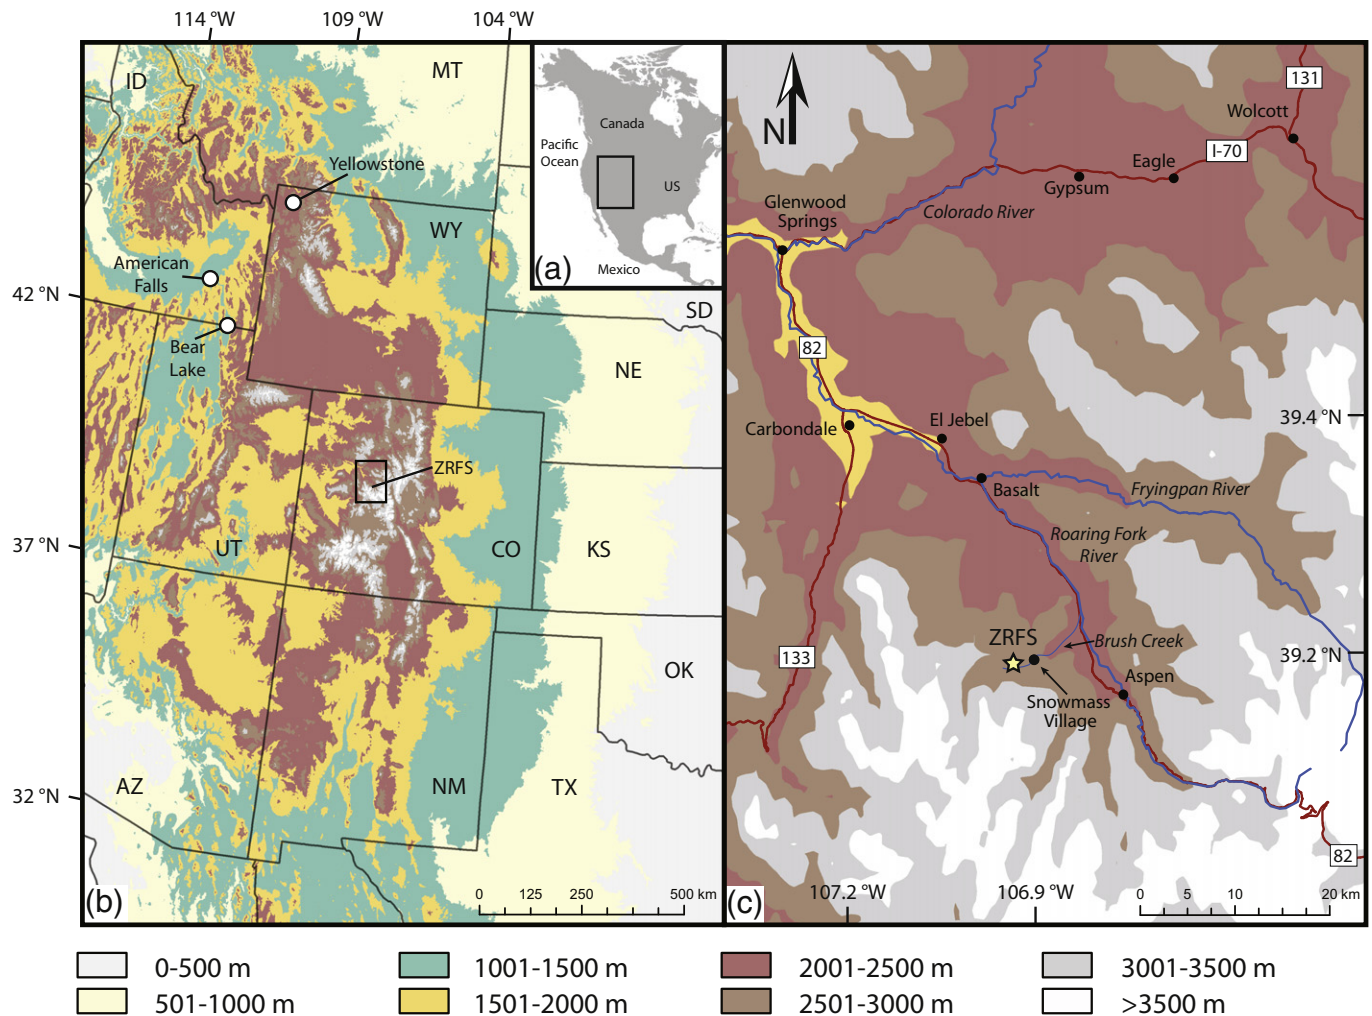 114 °W
109 °W
104 °W
42 °N
37 °N
32 °N
ID
MT
Yellowstone
WY
American
Falls
Bear
Lake
SD
NE
ZRFS
UT
CO
KS
OK
AZ
NM
TX
(b)
0 125 250 500 km
Canada
Pacific
Ocean
US
Mexico
(a)
N
131
Wolcott
I-70
Eagle
Gypsum
Glenwood
Springs
Colorado River
82
Carbondale
El Jebel
Basalt
Fryingpan River
Roaring Fork
River
39.4 °N
ZRFS
Brush Creek
39.2 °N
133
Aspen
Snowmass
Village
82
107.2 °W
106.9 °W
(c)
0 5 10 20 km
0-500 m
1001-1500 m
2001-2500 m
3001-3500 m
501-1000 m
1501-2000 m
2501-3000 m
>3500 m